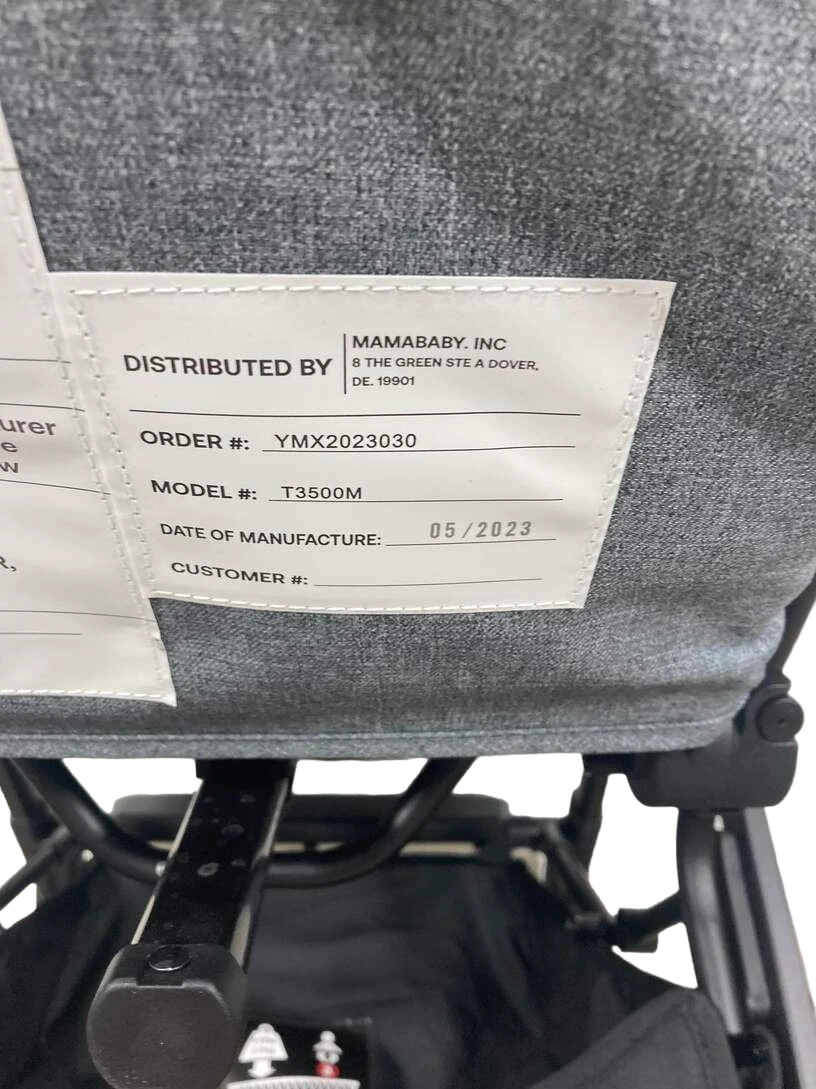 DISTRIBUTED BY
MAMABABY. INC
8 THE GREEN STE A DOVER,
DE. 19901
ORDER #: YMX2023030
MODEL #: T3500M
DATE OF MANUFACTURE: 05/2023
CUSTOMER #:
urer
e
w
R,